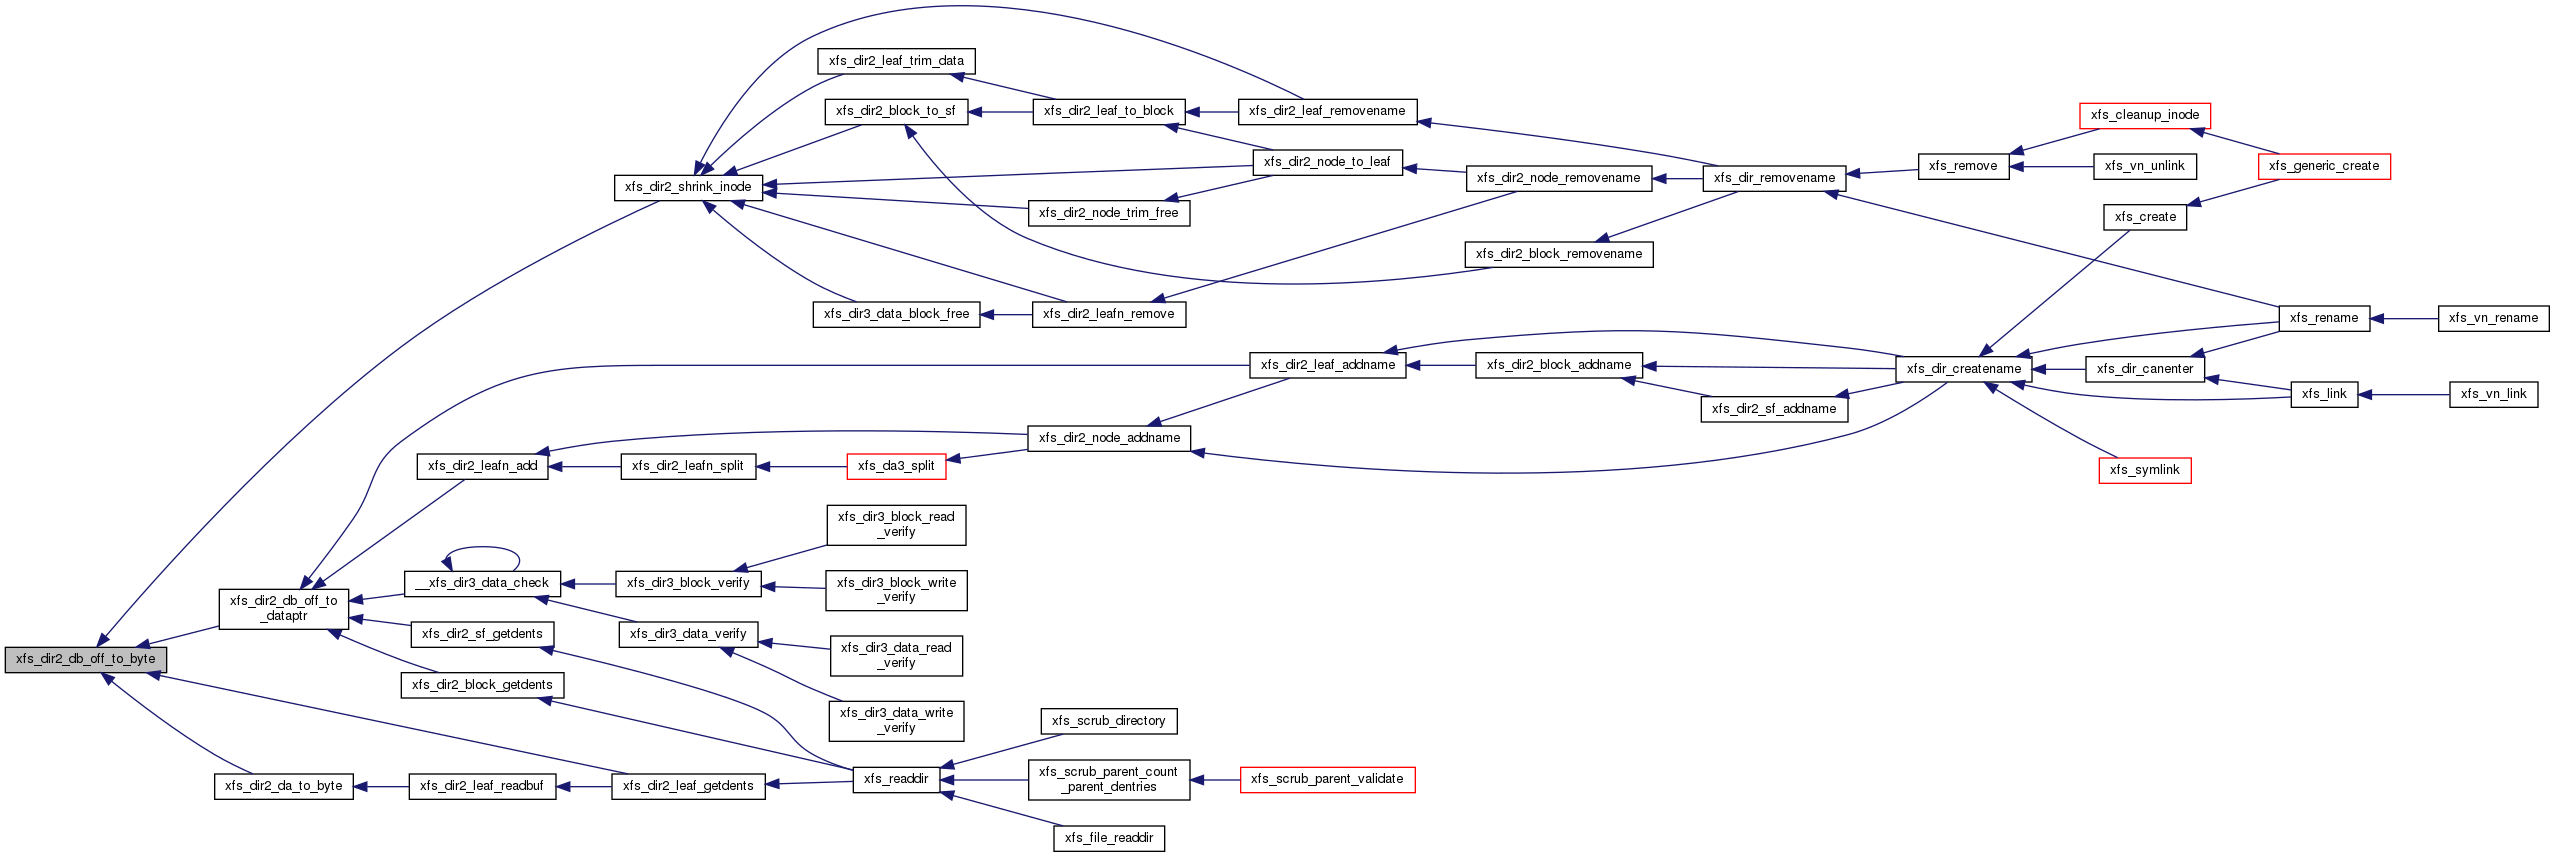 xfs_dir2_leaf_trim_data
xfs_dir2_block_to_sf
xfs_dir2_leaf_to_block
xfs_dir2_leaf_removename
xfs_cleanup_inode
xfs_dir2_shrink_inode
xfs_dir2_node_to_leaf
xfs_dir2_node_removename
xfs_dir_removename
xfs_remove
xfs_vn_unlink
xfs_generic_create
xfs_dir2_node_trim_free
xfs_create
xfs_dir2_block_removename
xfs_dir3_data_block_free
xfs_dir2_leafn_remove
xfs_rename
xfs_vn_rename
xfs_dir2_leaf_addname
xfs_dir2_block_addname
xfs_dir_createname
xfs_dir_canenter
xfs_dir2_sf_addname
xfs_link
xfs_vn_link
xfs_dir2_node_addname
xfs_dir2_leafn_add
xfs_dir2_leafn_split
xfs_da3_split
xfs_symlink
xfs_dir3_block_read
_verify
__xfs_dir3_data_check
xfs_dir3_block_verify
xfs_dir3_block_write
_verify
xfs_dir2_db_off_to
_dataptr
xfs_dir2_sf_getdents
xfs_dir3_data_verify
xfs_dir3_data_read
_verify
xfs_dir2_db_off_to_byte
xfs_dir2_block_getdents
xfs_dir3_data_write
_verify
xfs_scrub_directory
xfs_dir2_da_to_byte
xfs_dir2_leaf_readbuf
xfs_dir2_leaf_getdents
xfs_readdir
xfs_scrub_parent_count
_parent_dentries
xfs_scrub_parent_validate
xfs_file_readdir